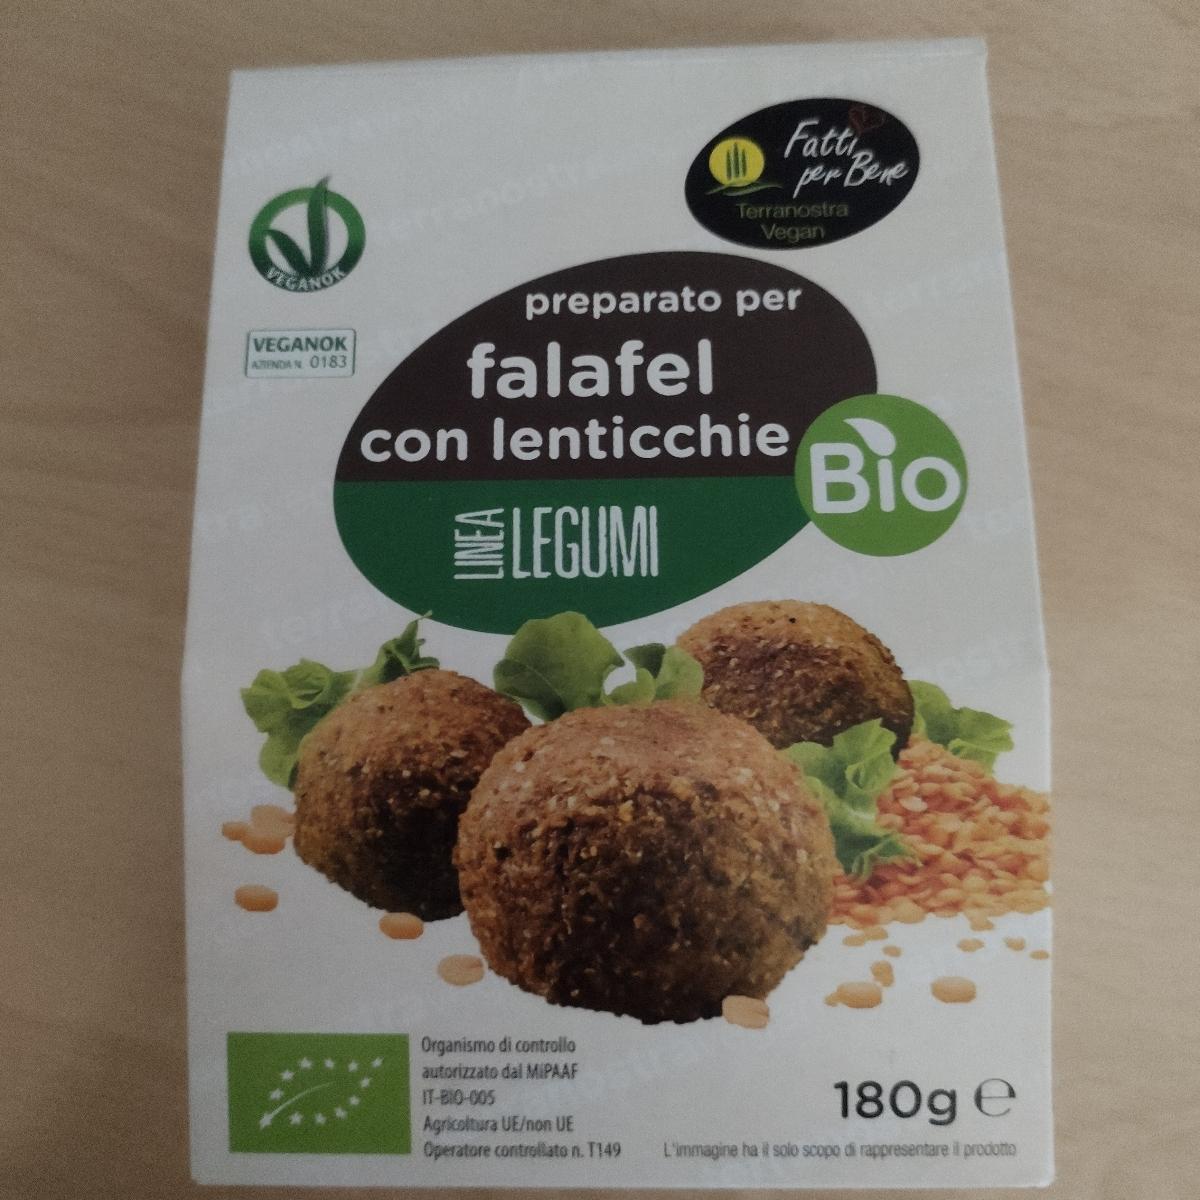 Fatti
per Bene
Terranostra
Vegan
VEGANOK
VEGANOK
AZIENDA N. 0183
preparato per
falafel
con lenticchie
Bio
LINEA LEGUMI
Organismo di controllo
autorizzato dal MiPAAF
IT-BIO-005
Agricoltura UE/non UE
Operatore controllato n. T149
180g e
L'immagine ha il solo scopo di rappresentare il prodotto